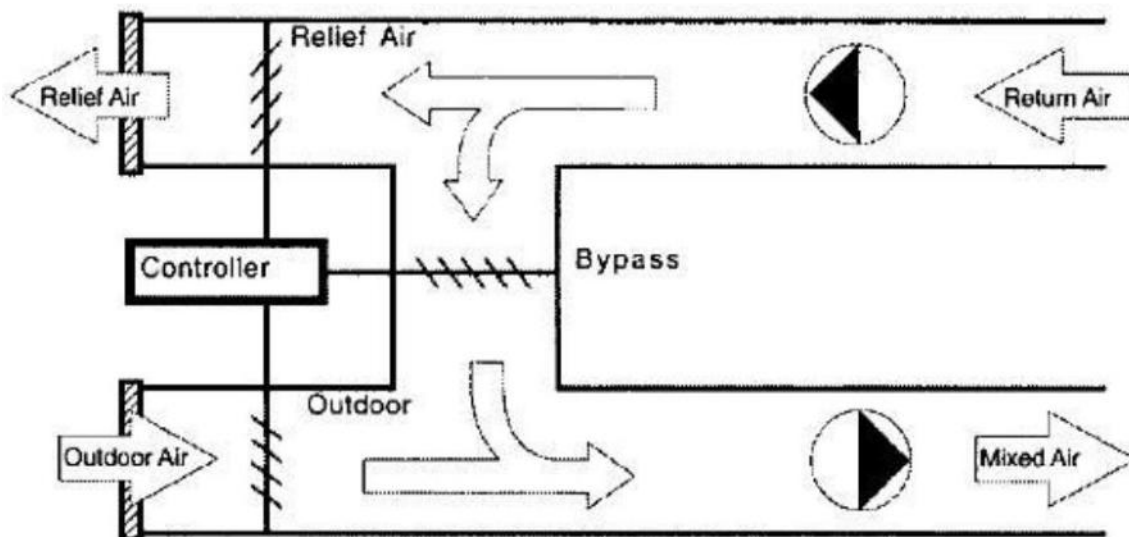 Relief Air
Relief Air
Return Air
Controller
Bypass
Outdoor
Outdoor Air
Mixed Air